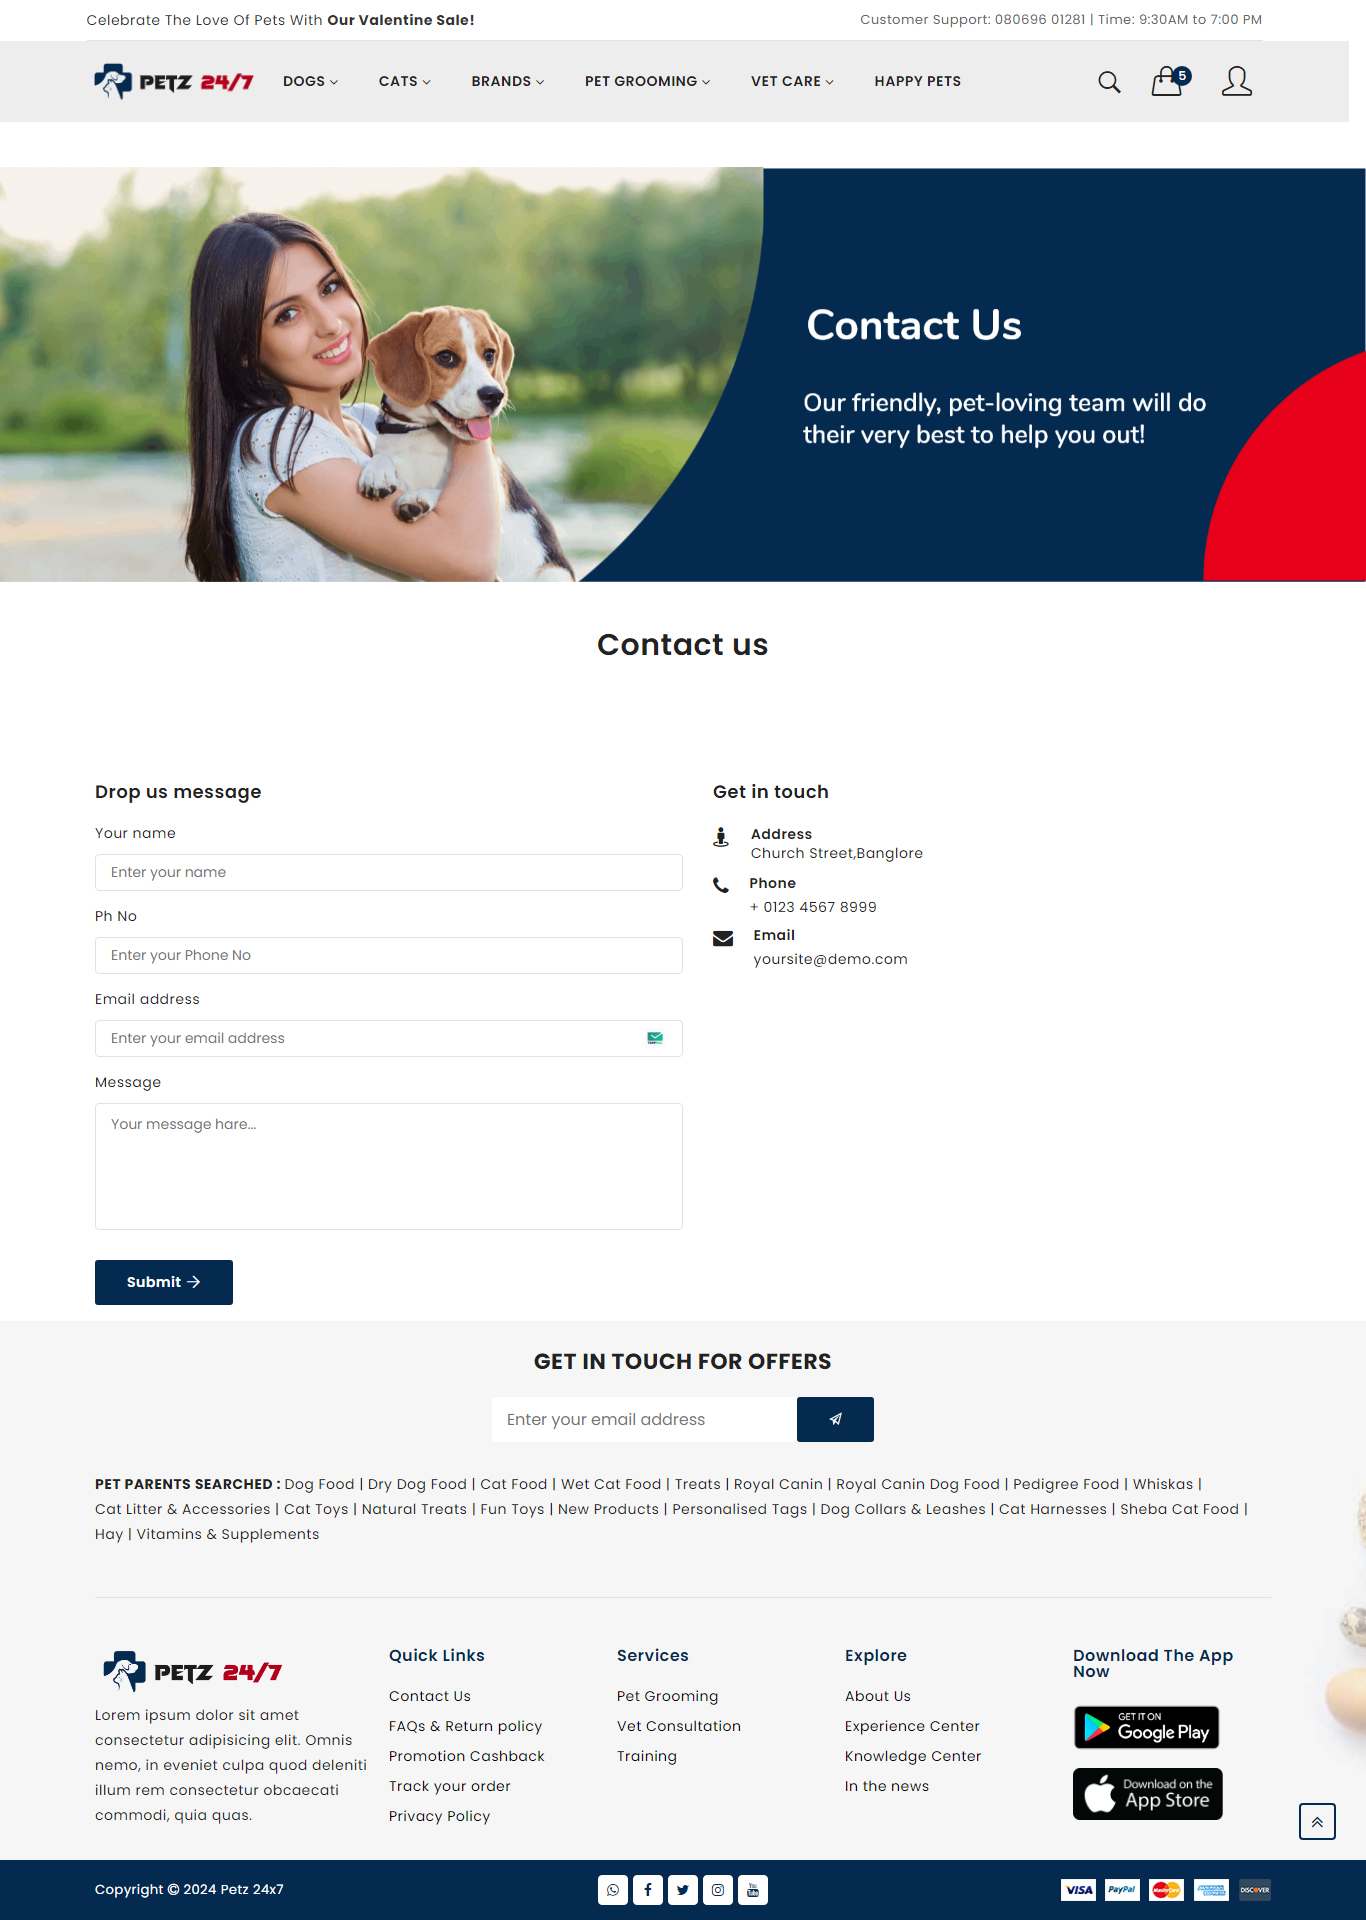 Celebrate The Love Of Pets With Our Valentine Sale!
Customer Support: 080696 01281 | Time: 9:30AM to 7:00 PM
PETZ 24/7
DOGS
CATS
BRANDS
PET GROOMING
VET CARE
HAPPY PETS
5
Contact Us
Our friendly, pet-loving team will do
their very best to help you out!
Contact us
Drop us message
Your name
Enter your name
Ph No
Enter your Phone No
Email address
Enter your email address
Message
Your message hare...
Submit
Get in touch
Address
Church Street,Banglore
Phone
+ 0123 4567 8999
Email
yoursite@demo.com
GET IN TOUCH FOR OFFERS
Enter your email address
PET PARENTS SEARCHED : Dog Food | Dry Dog Food | Cat Food | Wet Cat Food | Treats | Royal Canin | Royal Canin Dog Food | Pedigree Food | Whiskas |
Cat Litter & Accessories | Cat Toys | Natural Treats | Fun Toys | New Products | Personalised Tags | Dog Collars & Leashes | Cat Harnesses | Sheba Cat Food |
Hay | Vitamins & Supplements
PETZ 24/7
Lorem ipsum dolor sit amet
consectetur adipisicing elit. Omnis
nemo, in eveniet culpa quod deleniti
illum rem consectetur obcaecati
commodi, quia quas.
Quick Links
Contact Us
FAQs & Return policy
Promotion Cashback
Track your order
Privacy Policy
Services
Pet Grooming
Vet Consultation
Training
Explore
About Us
Experience Center
Knowledge Center
In the news
Download The App
Now
GET IT ON
Google Play
Download on the
App Store
Copyright © 2024 Petz 24x7
You
Tube
VISA
PayPal
MasterCard
AMERICAN
EXPRESS
DISCOVER